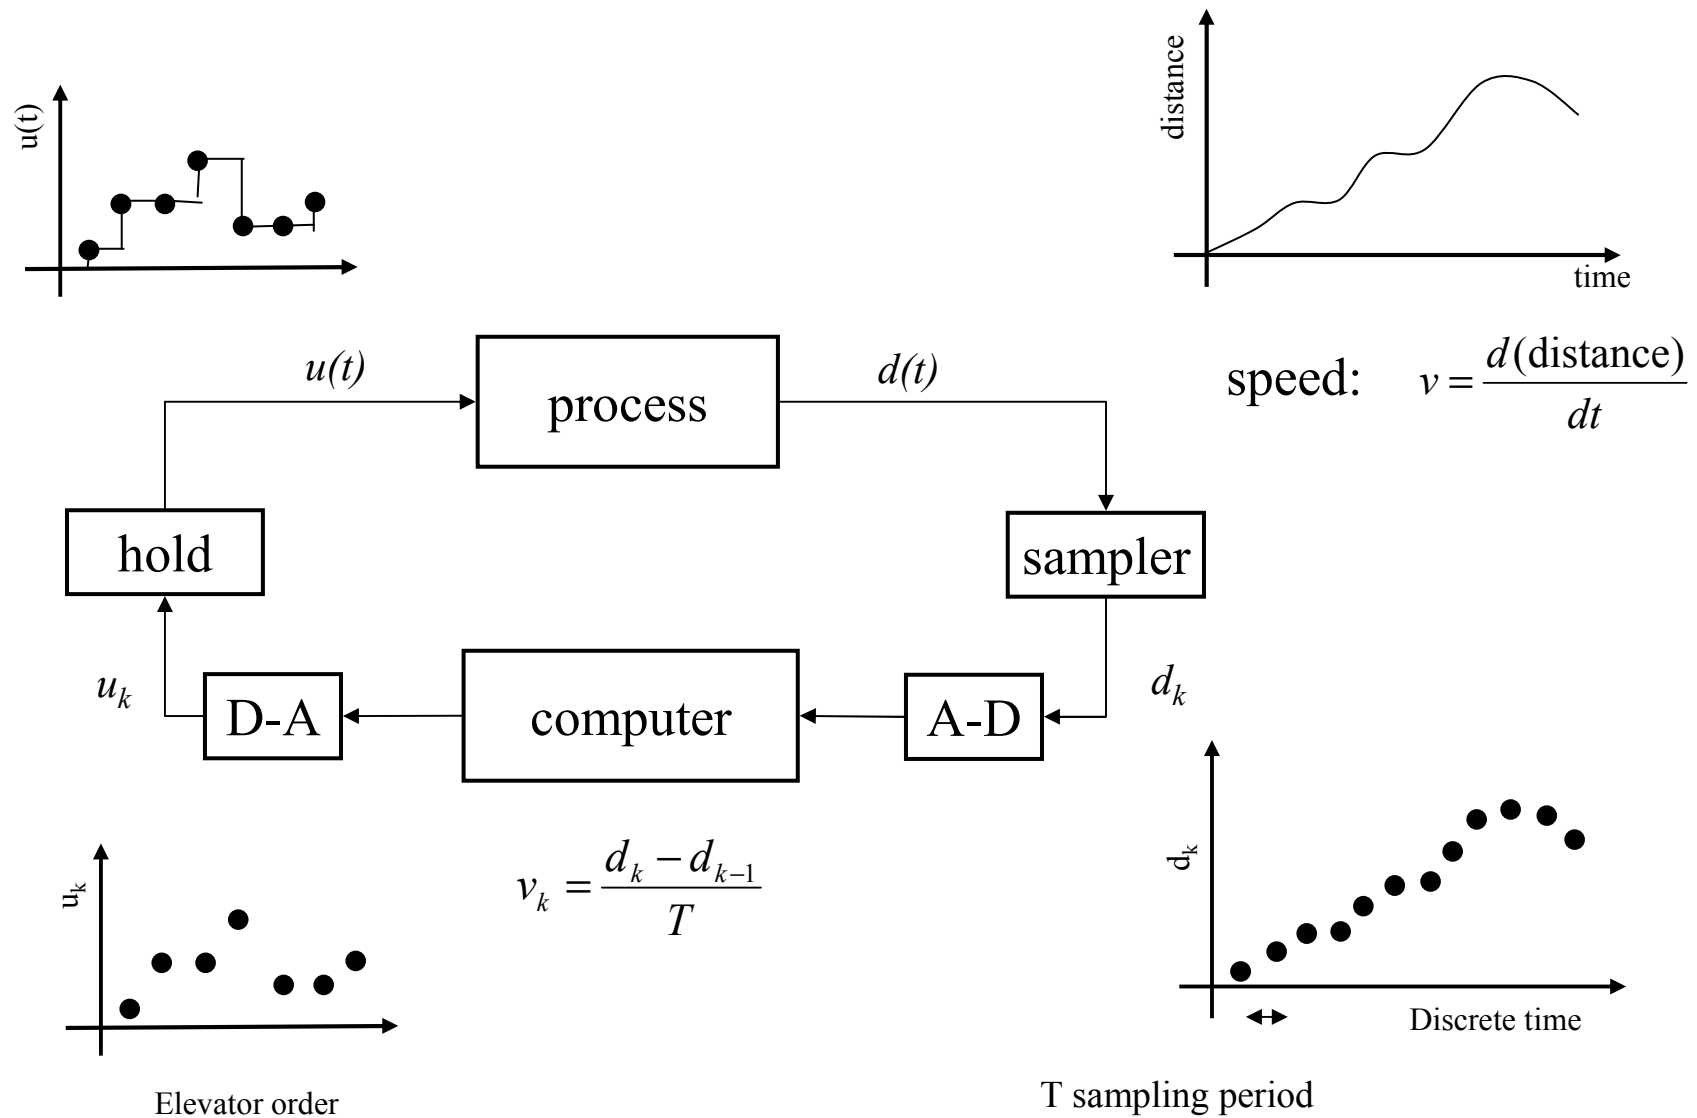 u(t)
distance
time
u(t)
process
d(t)
speed: v = d(distance) / dt
hold
sampler
u_k
D-A
computer
A-D
d_k
v_k = (d_k − d_{k−1}) / T
u_k
d_k
Discrete time
Elevator order
T sampling period